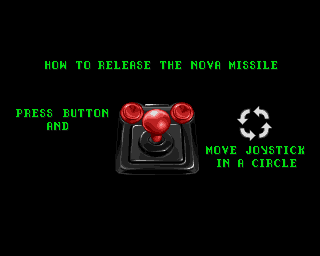 HOW TO RELEASE THE NOVA MISSILE
PRESS BUTTON
AND
MOVE JOYSTICK
IN A CIRCLE